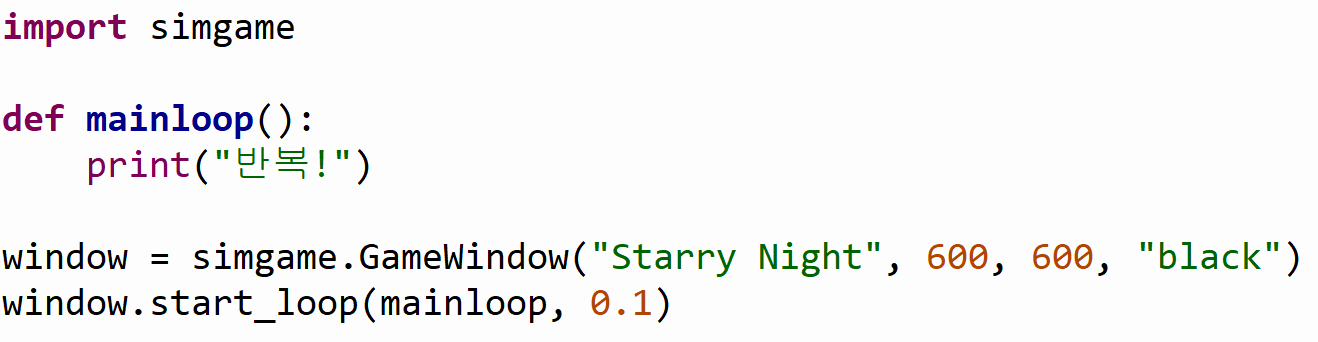 import simgame
def mainloop():
    print("반복!")
window = simgame.GameWindow("Starry Night", 600, 600, "black")
window.start_loop(mainloop, 0.1)